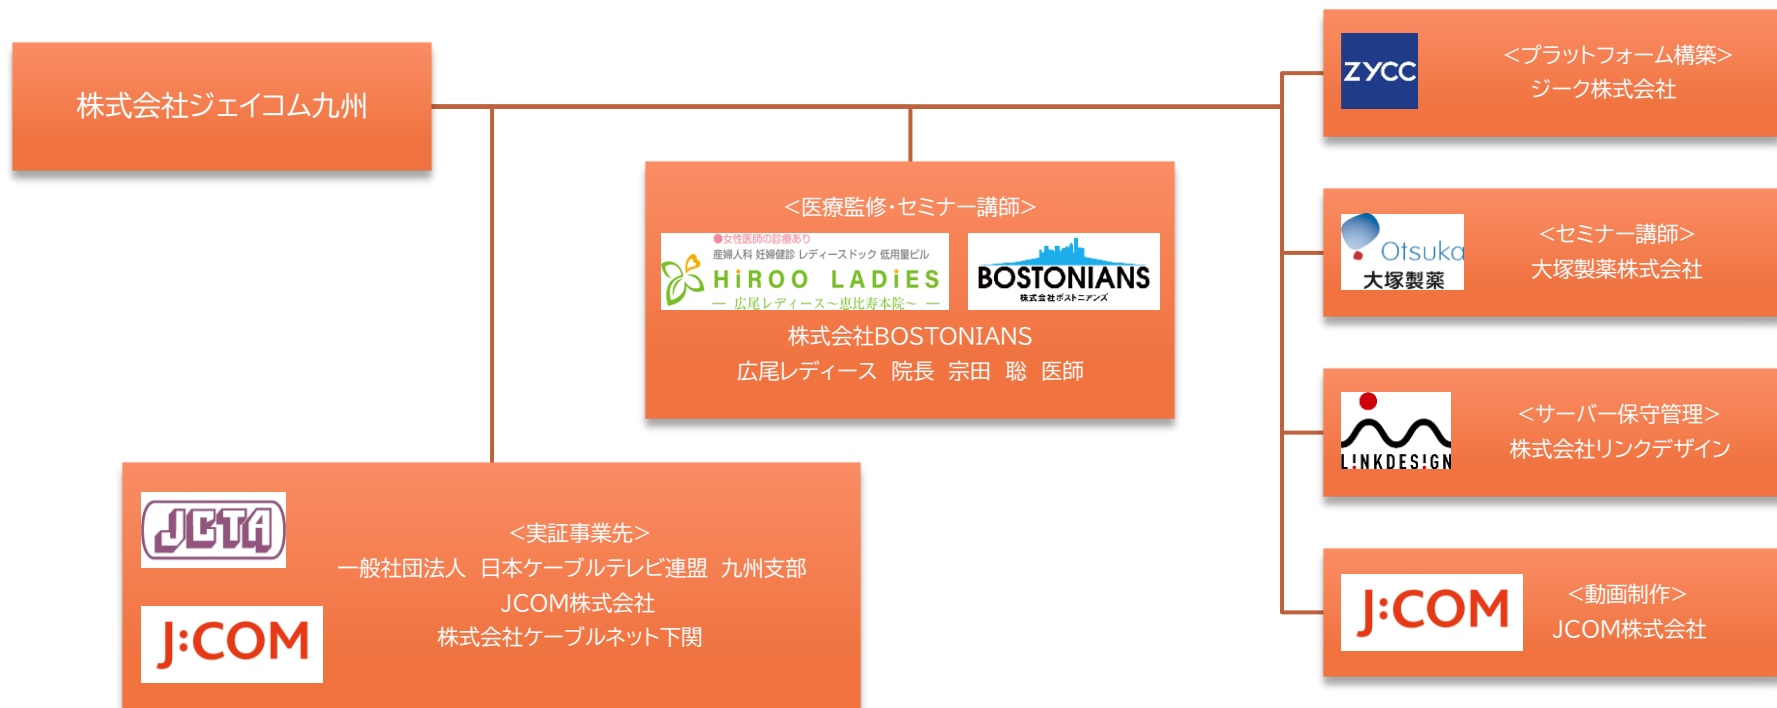 株式会社ジェイコム九州
<医療監修・セミナー講師>
●女性医師の診療あり
産婦人科 妊婦健診 レディースドック 低用量ピル
HiROO LADiES
― 広尾レディース～恵比寿本院～ ―
BOSTONIANS
株式会社ボストニアンズ
株式会社BOSTONIANS
広尾レディース 院長 宗田 聡 医師
JCTA
J:COM
<実証事業先>
一般社団法人 日本ケーブルテレビ連盟 九州支部
JCOM株式会社
株式会社ケーブルネット下関
ZYCC
<プラットフォーム構築>
ジーク株式会社
Otsuka
大塚製薬
<セミナー講師>
大塚製薬株式会社
L!NKDES!GN
<サーバー保守管理>
株式会社リンクデザイン
J:COM
<動画制作>
JCOM株式会社